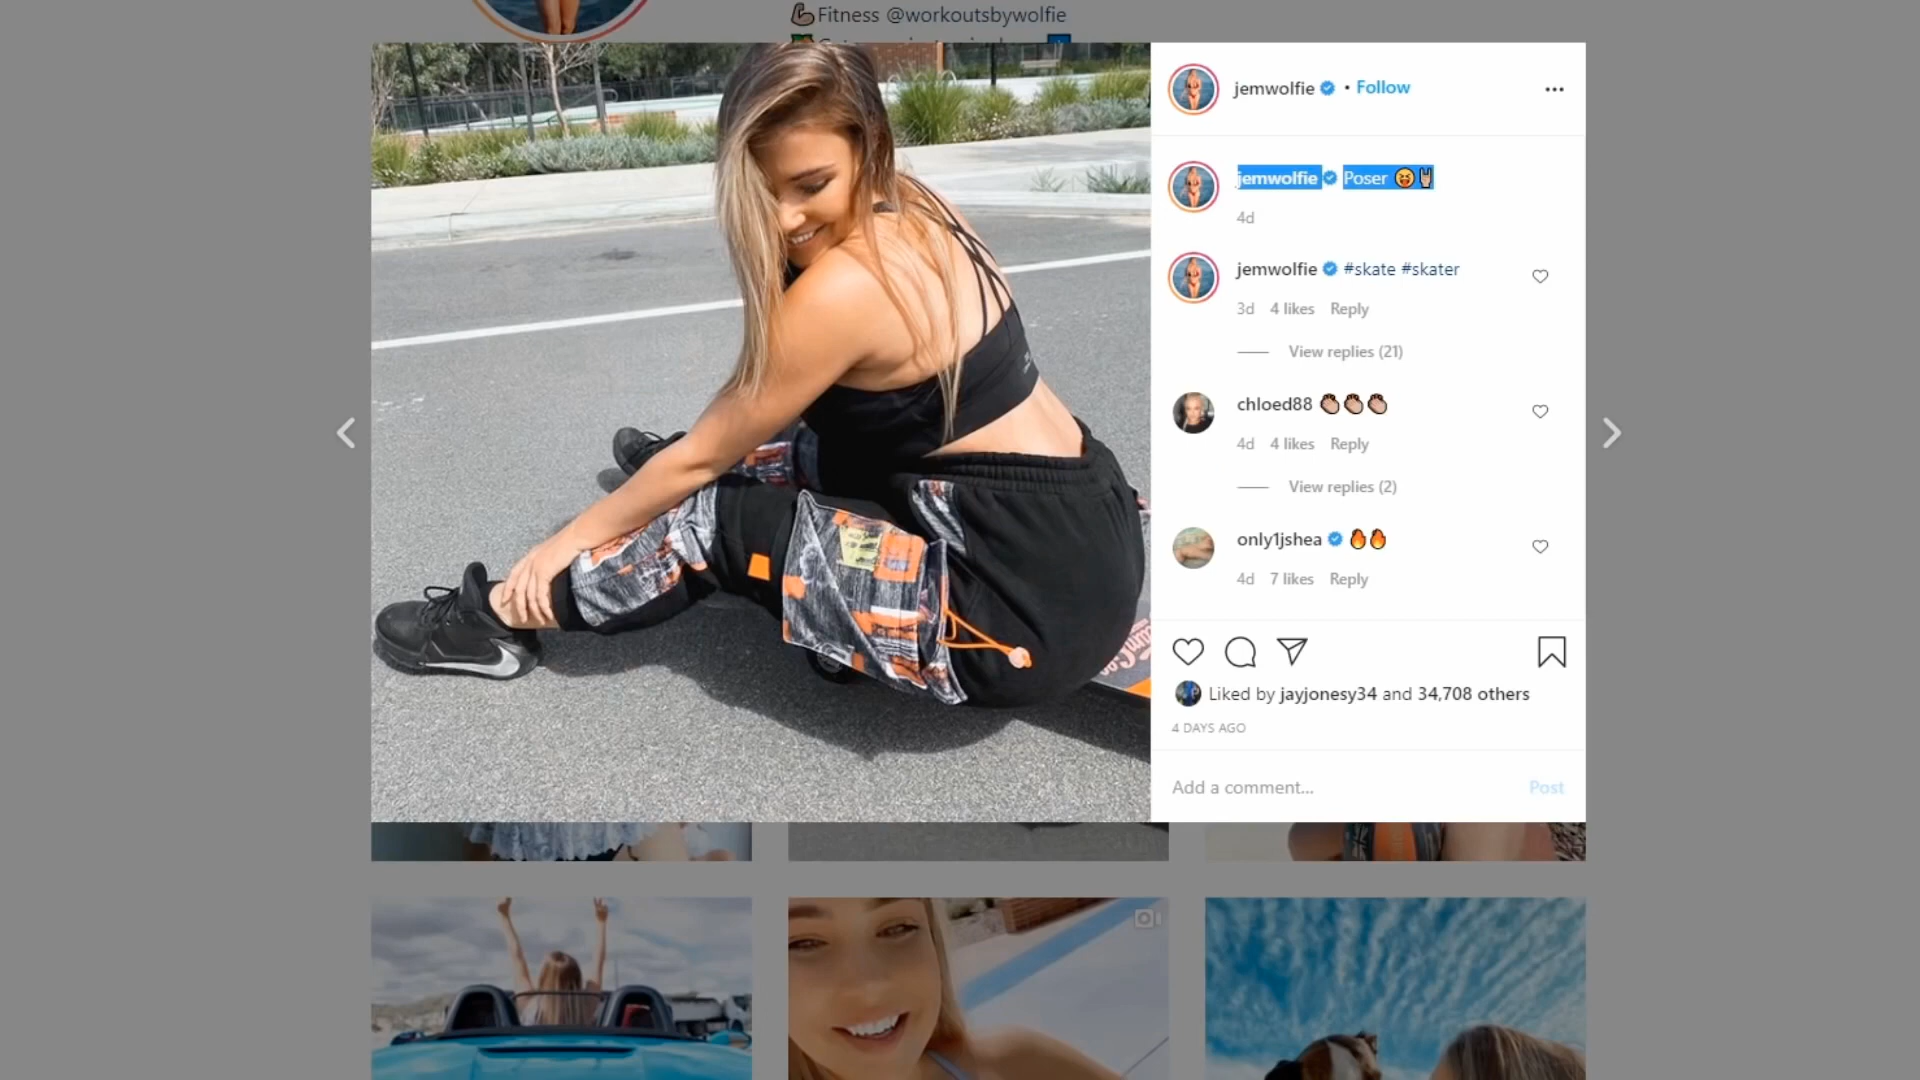 💪Fitness @workoutsbywolfie
jemwolfie • Follow
jemwolfie Poser 😝🤘
4d
jemwolfie #skate #skater
3d 4 likes Reply
View replies (21)
chloed88 👏👏👏
4d 4 likes Reply
View replies (2)
only1jshea 🔥🔥
4d 7 likes Reply
Liked by jayjonesy34 and 34,708 others
4 DAYS AGO
Add a comment... Post